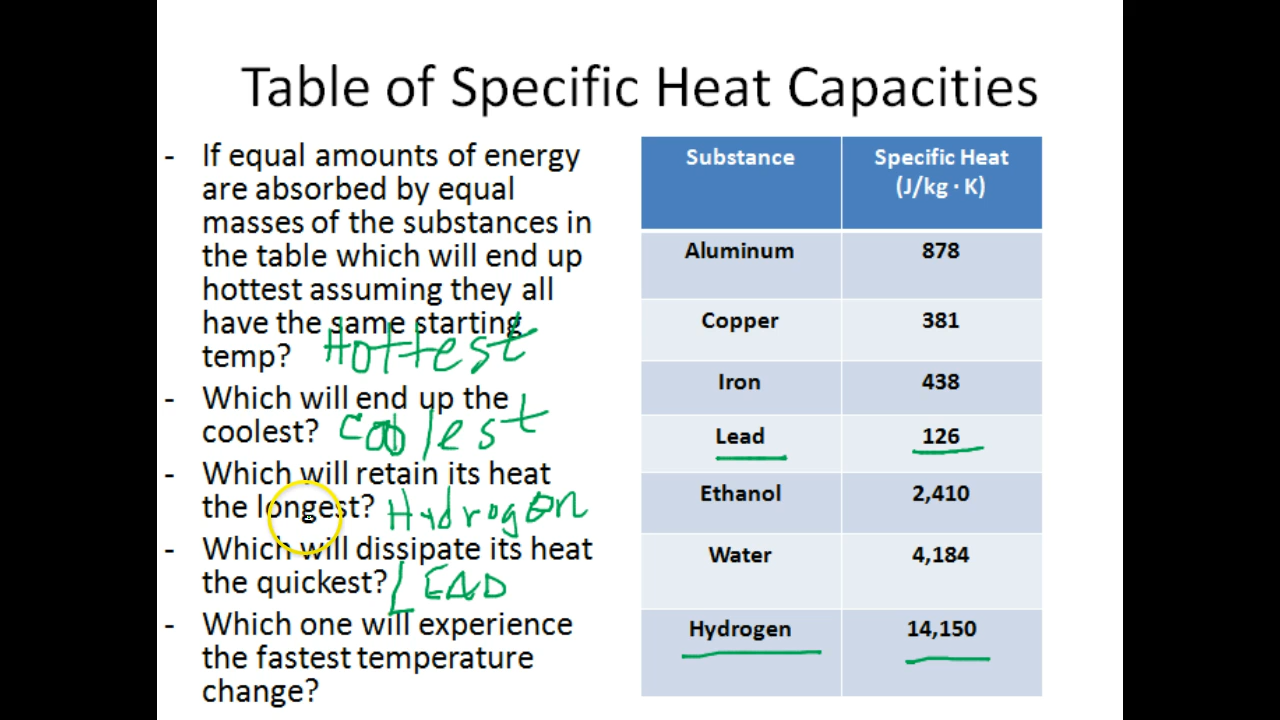 Table of Specific Heat Capacities
- If equal amounts of energy
are absorbed by equal
masses of the substances in
the table which will end up
hottest assuming they all
have the same starting
temp? Hottest
- Which will end up the
coolest? coolest
- Which will retain its heat
the longest? Hydrogen
- Which will dissipate its heat
the quickest? LEAD
- Which one will experience
the fastest temperature
change?
Substance Specific Heat
(J/kg · K)
Aluminum 878
Copper 381
Iron 438
Lead 126
Ethanol 2,410
Water 4,184
Hydrogen 14,150